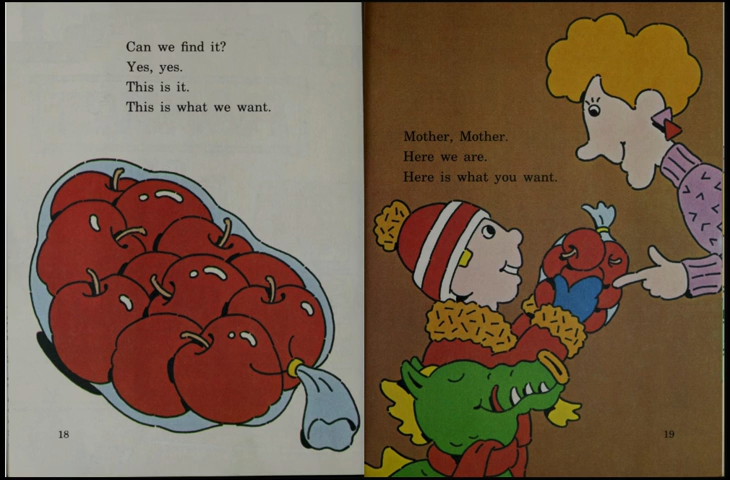 Can we find it?
Yes, yes.
This is it.
This is what we want.
18
Mother, Mother.
Here we are.
Here is what you want.
19